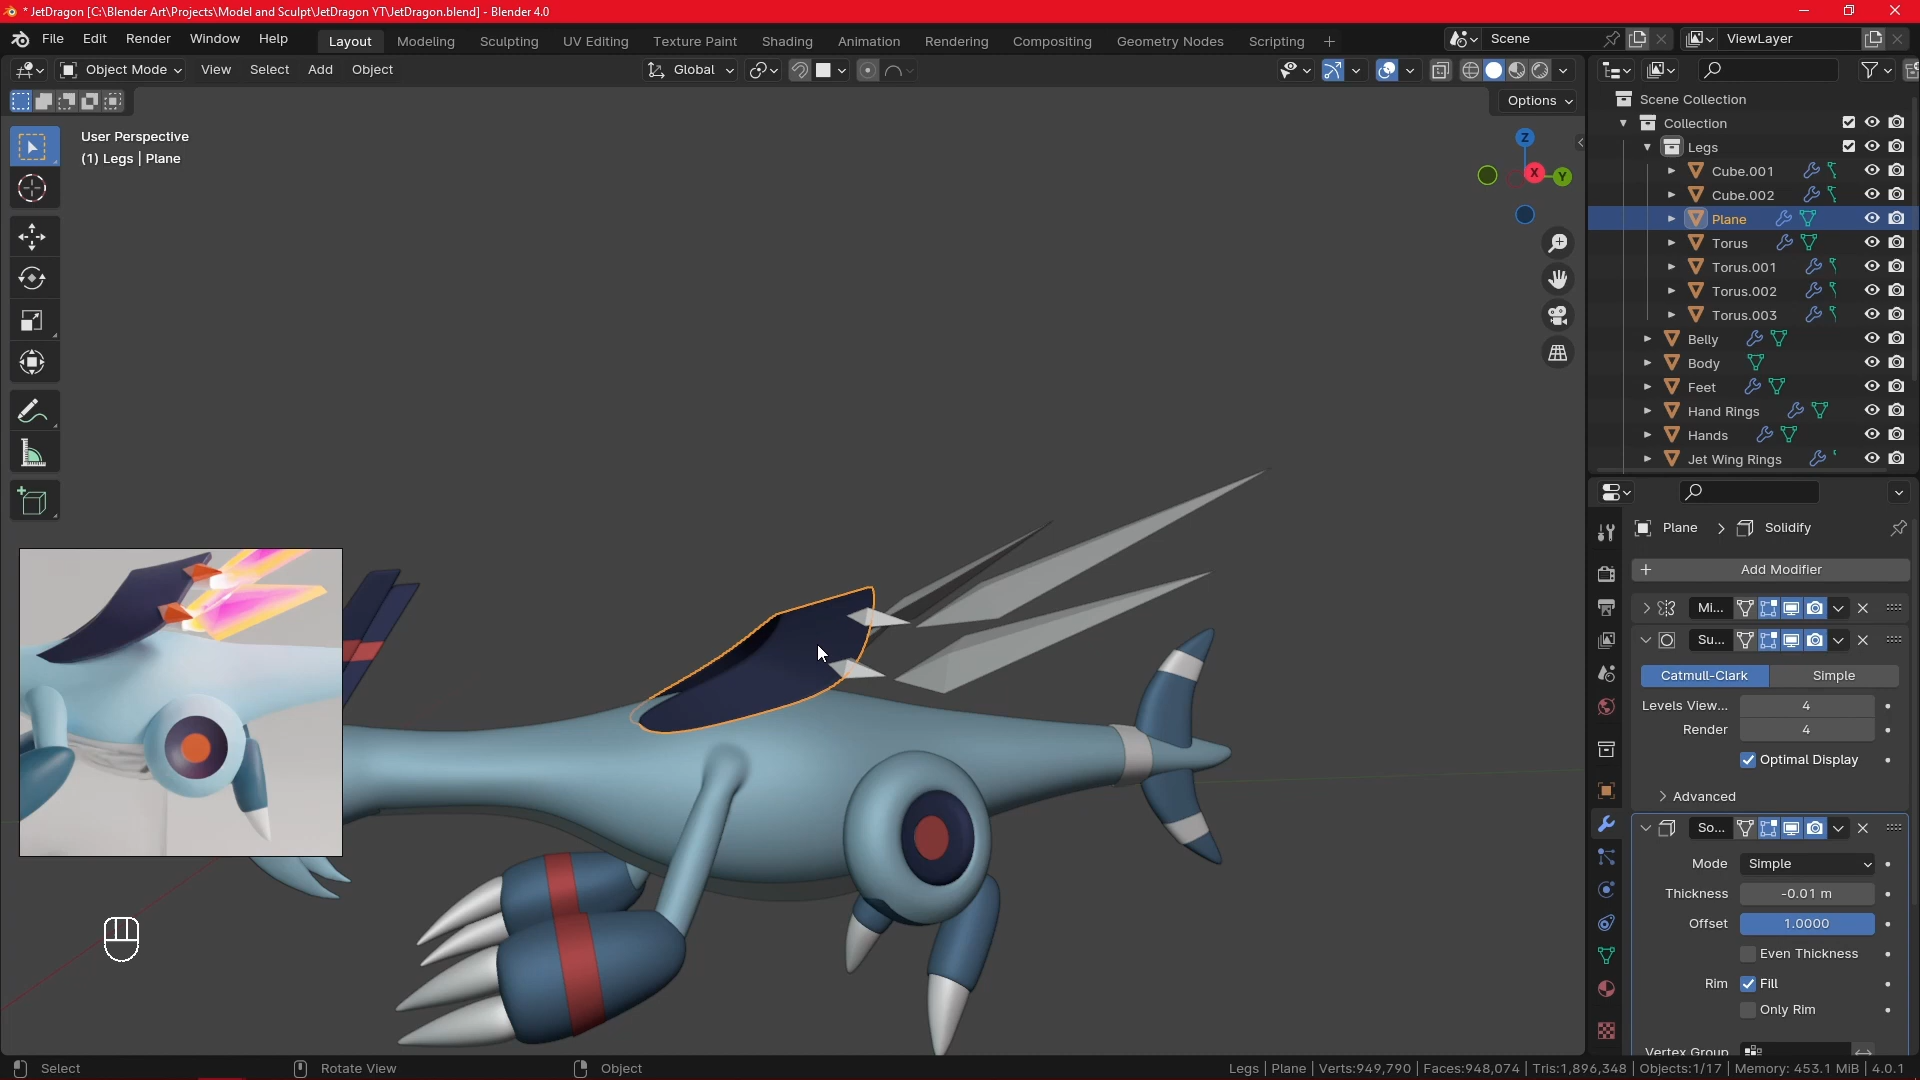 * JetDragon [C:\Blender Art\Projects\Model and Sculpt\JetDragon YT\JetDragon.blend] - Blender 4.0
File Edit Render Window Help Layout Modeling Sculpting UV Editing Texture Paint Shading Animation Rendering Compositing Geometry Nodes Scripting + Scene ViewLayer
Object Mode View Select Add Object Global
Options
User Perspective
(1) Legs | Plane
Z
X
Y
Scene Collection
Collection
Legs
Cube.001
Cube.002
Plane
Torus
Torus.001
Torus.002
Torus.003
Belly
Body
Feet
Hand Rings
Hands
Jet Wing Rings
Plane > Solidify
+ Add Modifier
Mi...
Su...
Catmull-Clark Simple
Levels View... 4
Render 4
Optimal Display
Advanced
So...
Mode Simple
Thickness -0.01 m
Offset 1.0000
Even Thickness
Rim Fill
Only Rim
Vertex Group
Select Rotate View Object Legs | Plane | Verts:949,790 | Faces:948,074 | Tris:1,896,348 | Objects:1/17 | Memory: 453.1 MiB | 4.0.1